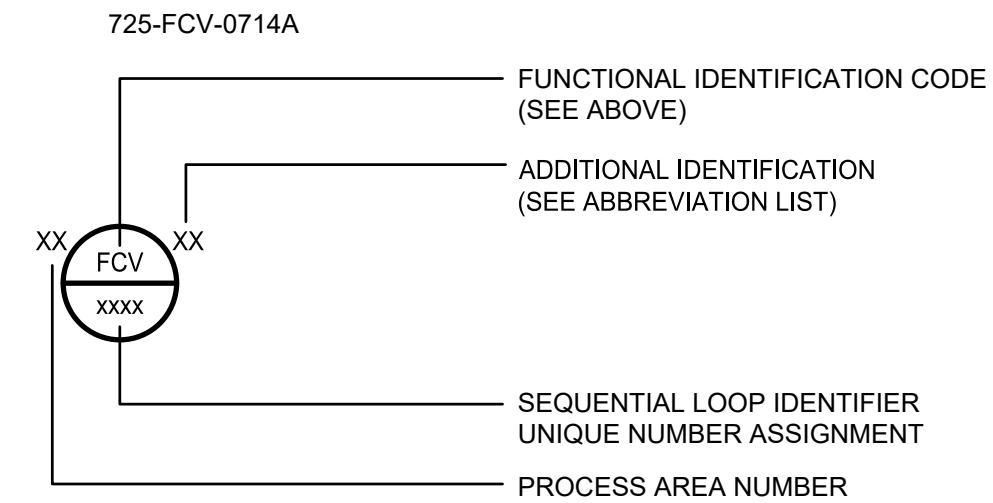 725-FCV-0714A
FUNCTIONAL IDENTIFICATION CODE
(SEE ABOVE)
ADDITIONAL IDENTIFICATION
(SEE ABBREVIATION LIST)
XX
XX
FCV
xxxx
SEQUENTIAL LOOP IDENTIFIER
UNIQUE NUMBER ASSIGNMENT
PROCESS AREA NUMBER